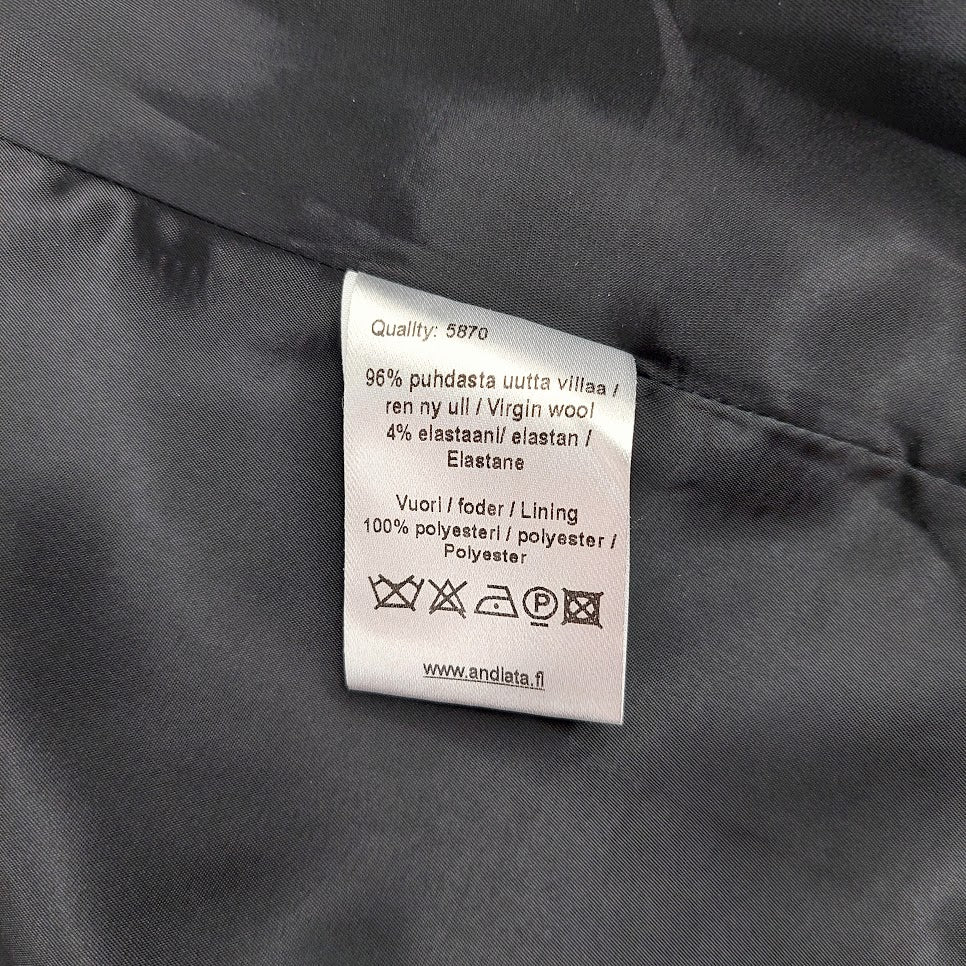 Quality: 5870
96% puhdasta uutta villaa /
ren ny ull / Virgin wool
4% elastaani/ elastan /
Elastane
Vuori / foder / Lining
100% polyesteri / polyester /
Polyester
P
www.andiata.fi